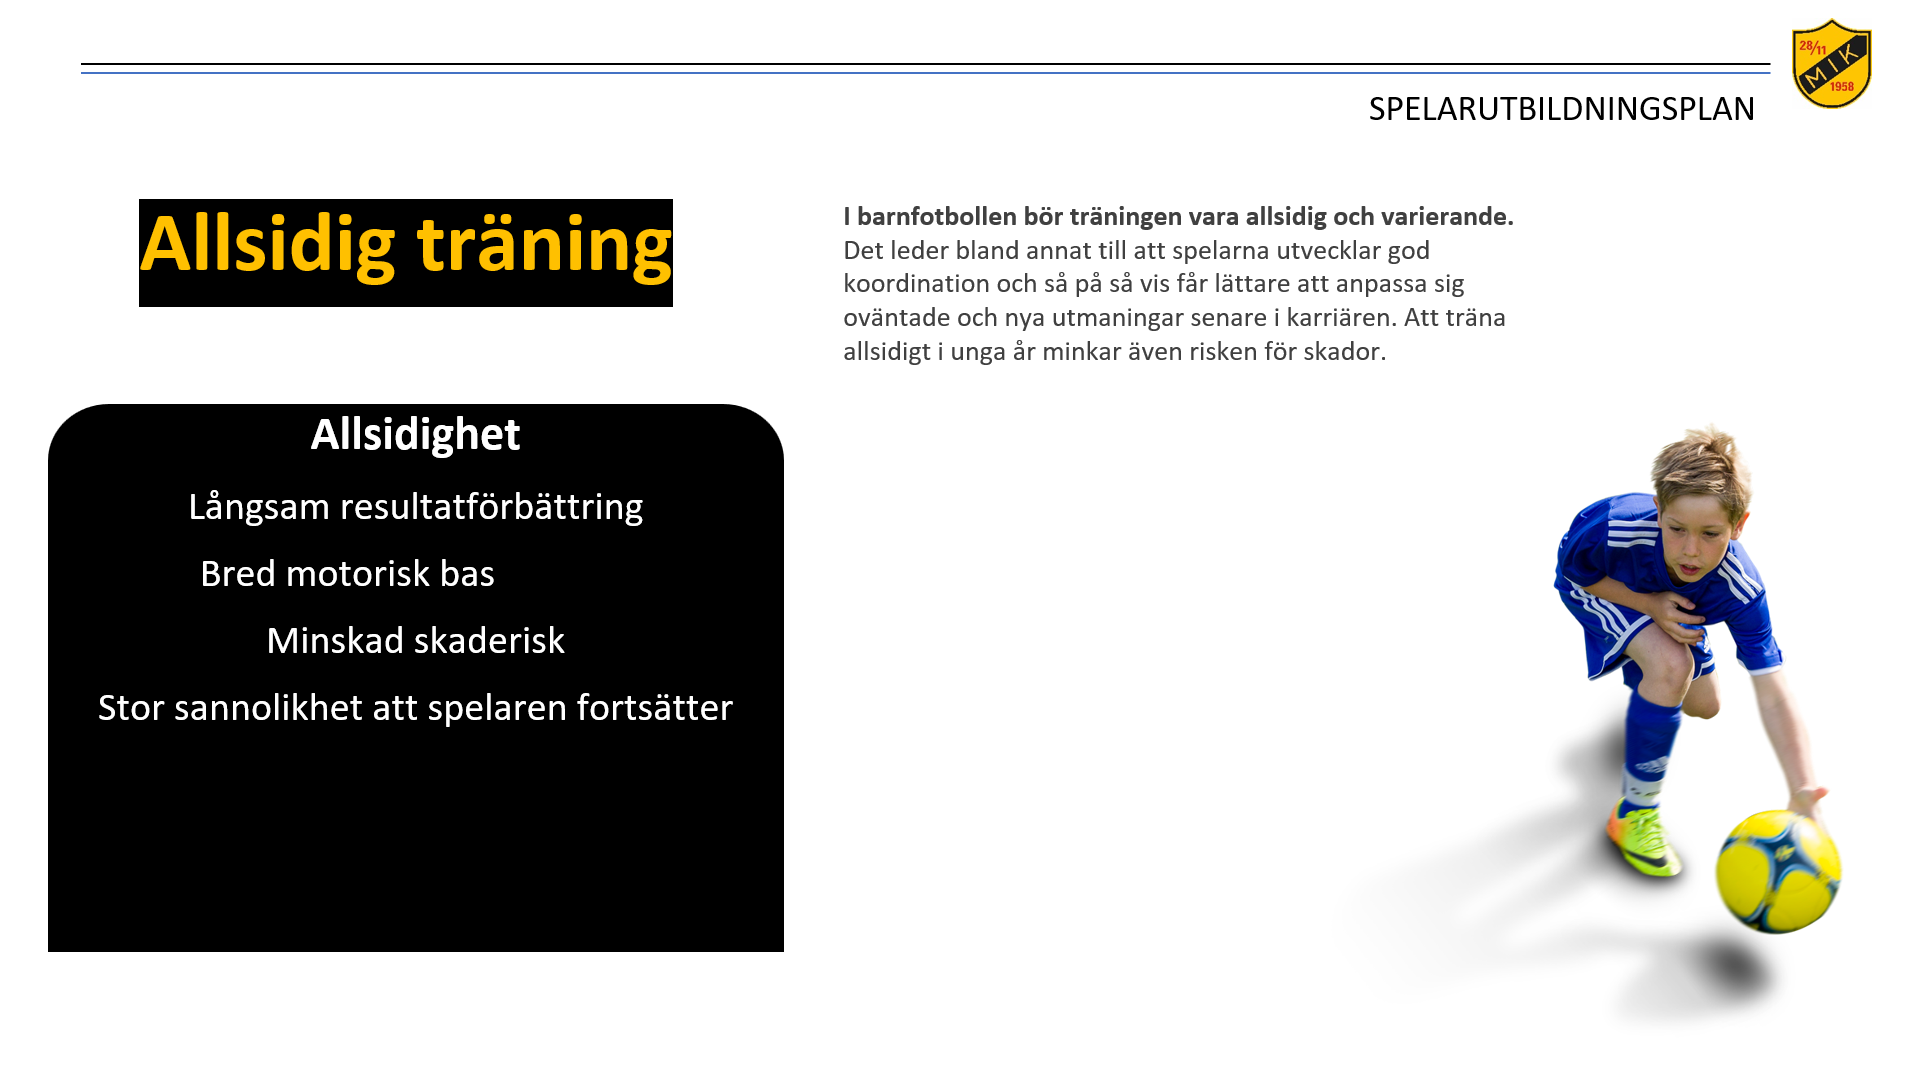 28/11
MIK
1958
SPELARUTBILDNINGSPLAN
Allsidig träning
I barnfotbollen bör träningen vara allsidig och varierande.
Det leder bland annat till att spelarna utvecklar god
koordination och så på så vis får lättare att anpassa sig
oväntade och nya utmaningar senare i karriären. Att träna
allsidigt i unga år minkar även risken för skador.
Allsidighet
Långsam resultatförbättring
Bred motorisk bas
Minskad skaderisk
Stor sannolikhet att spelaren fortsätter